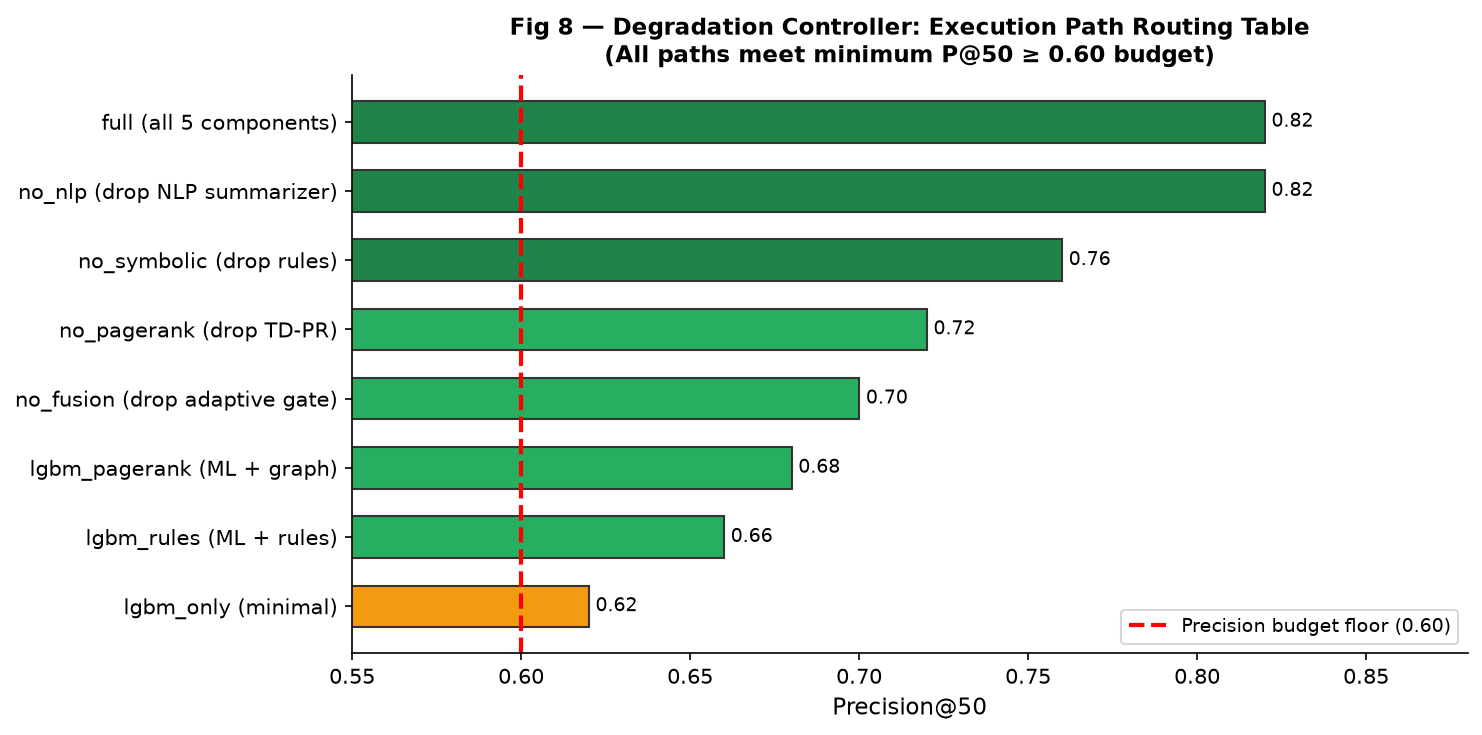 Fig 8 — Degradation Controller: Execution Path Routing Table
(All paths meet minimum P@50 ≥ 0.60 budget)
full (all 5 components) 0.82
no_nlp (drop NLP summarizer) 0.82
no_symbolic (drop rules) 0.76
no_pagerank (drop TD-PR) 0.72
no_fusion (drop adaptive gate) 0.70
lgbm_pagerank (ML + graph) 0.68
lgbm_rules (ML + rules) 0.66
lgbm_only (minimal) 0.62
Precision budget floor (0.60)
0.55 0.60 0.65 0.70 0.75 0.80 0.85
Precision@50